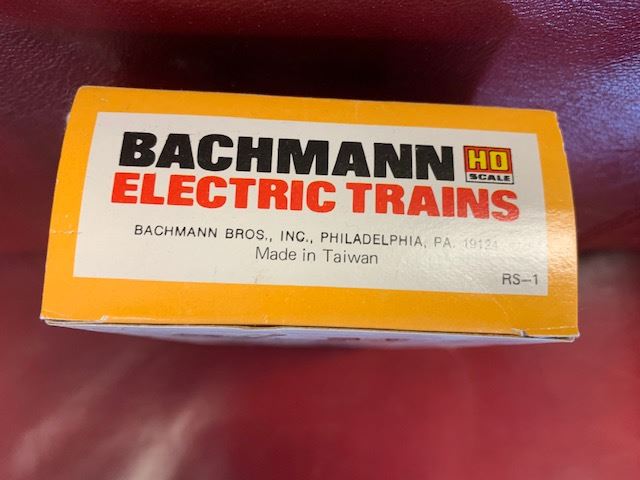 BACHMANN HO SCALE
ELECTRIC TRAINS
BACHMANN BROS., INC., PHILADELPHIA, PA. 19124
Made in Taiwan
RS-1